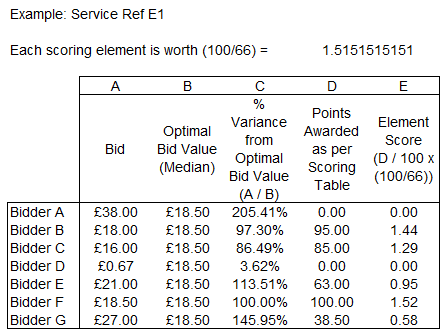 Example: Service Ref E1
Each scoring element is worth (100/66) = 1.5151515151
A B C D E
Bid
Optimal
Bid Value
(Median)
%
Variance
from
Optimal
Bid Value
(A / B)
Points
Awarded
as per
Scoring
Table
Element
Score
(D / 100 x
(100/66))
Bidder A £38.00 £18.50 205.41% 0.00 0.00
Bidder B £18.00 £18.50 97.30% 95.00 1.44
Bidder C £16.00 £18.50 86.49% 85.00 1.29
Bidder D £0.67 £18.50 3.62% 0.00 0.00
Bidder E £21.00 £18.50 113.51% 63.00 0.95
Bidder F £18.50 £18.50 100.00% 100.00 1.52
Bidder G £27.00 £18.50 145.95% 38.50 0.58